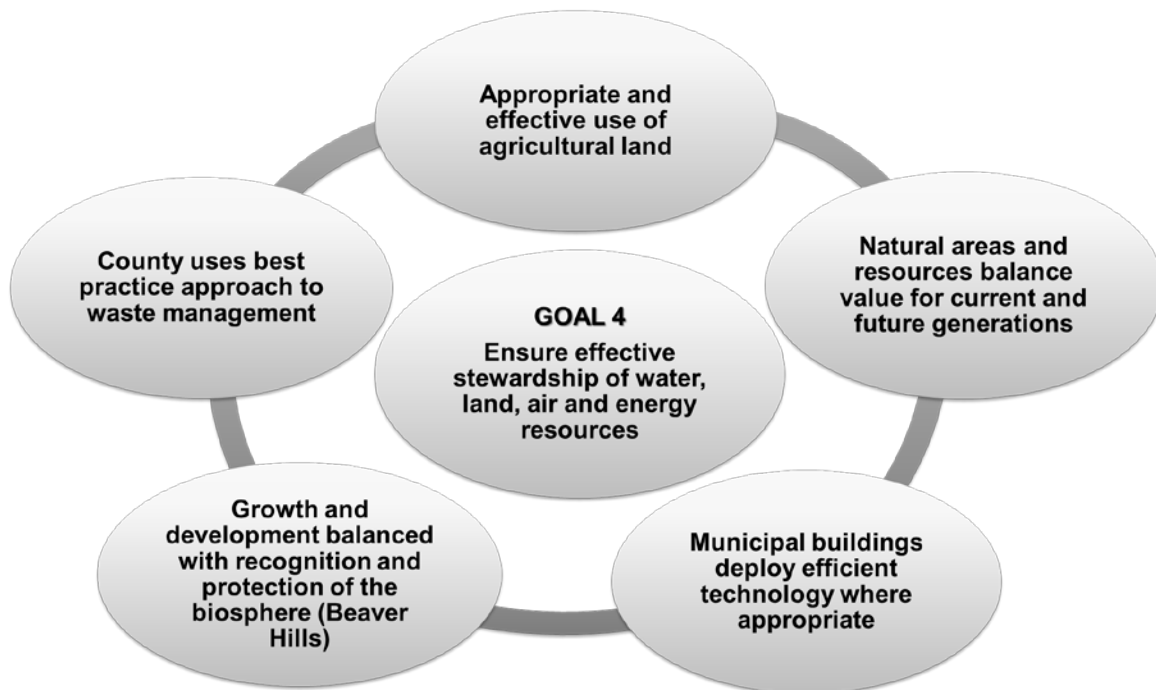 Appropriate and
effective use of
agricultural land
Natural areas and
resources balance
value for current and
future generations
Municipal buildings
deploy efficient
technology where
appropriate
Growth and
development balanced
with recognition and
protection of the
biosphere (Beaver
Hills)
County uses best
practice approach to
waste management
GOAL 4
Ensure effective
stewardship of water,
land, air and energy
resources